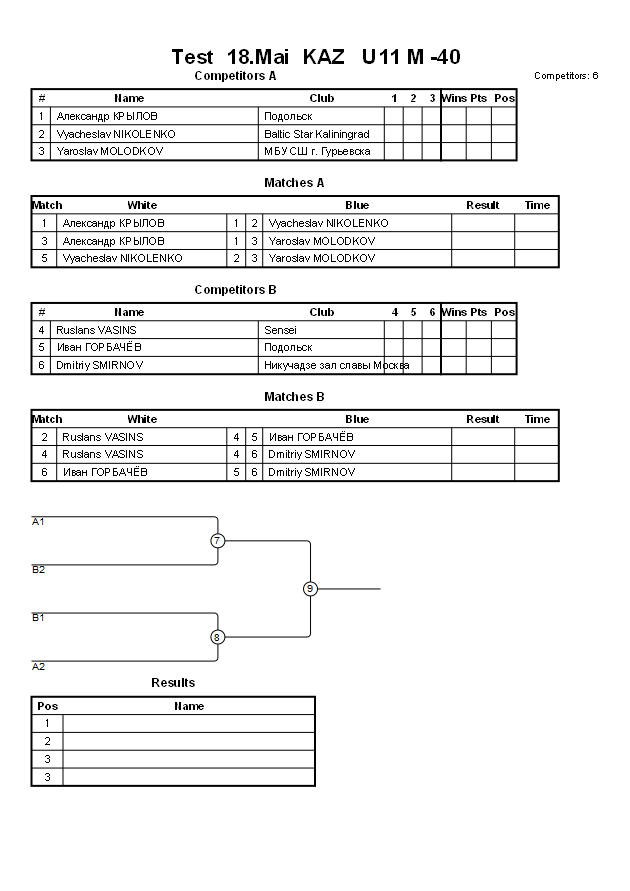 Test 18.Mai KAZ U11 M -40
Competitors A
Competitors: 6
# Name Club 1 2 3 Wins Pts Pos
1 Александр КРЫЛОВ Подольск
2 Vyacheslav NIKOLENKO Baltic Star Kaliningrad
3 Yaroslav MOLODKOV МБУ СШ г. Гурьевска
Matches A
Match White Blue Result Time
1 Александр КРЫЛОВ 1 2 Vyacheslav NIKOLENKO
3 Александр КРЫЛОВ 1 3 Yaroslav MOLODKOV
5 Vyacheslav NIKOLENKO 2 3 Yaroslav MOLODKOV
Competitors B
# Name Club 4 5 6 Wins Pts Pos
4 Ruslans VASINS Sensei
5 Иван ГОРБАЧЁВ Подольск
6 Dmitriy SMIRNOV Никучадзе зал славы Москва
Matches B
Match White Blue Result Time
2 Ruslans VASINS 4 5 Иван ГОРБАЧЁВ
4 Ruslans VASINS 4 6 Dmitriy SMIRNOV
6 Иван ГОРБАЧЁВ 5 6 Dmitriy SMIRNOV
A1
7
B2
9
B1
8
A2
Results
Pos Name
1
2
3
3